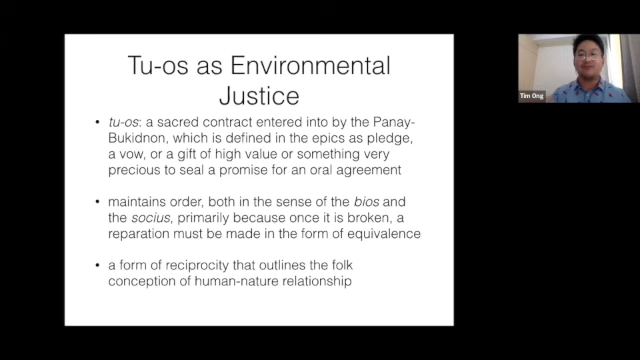 Tu-os as Environmental
Justice
• tu-os: a sacred contract entered into by the Panay-
Bukidnon, which is defined in the epics as pledge,
a vow, or a gift of high value or something very
precious to seal a promise for an oral agreement
• maintains order, both in the sense of the bios and
the socius, primarily because once it is broken, a
reparation must be made in the form of equivalence
• a form of reciprocity that outlines the folk
conception of human-nature relationship
Tim Ong